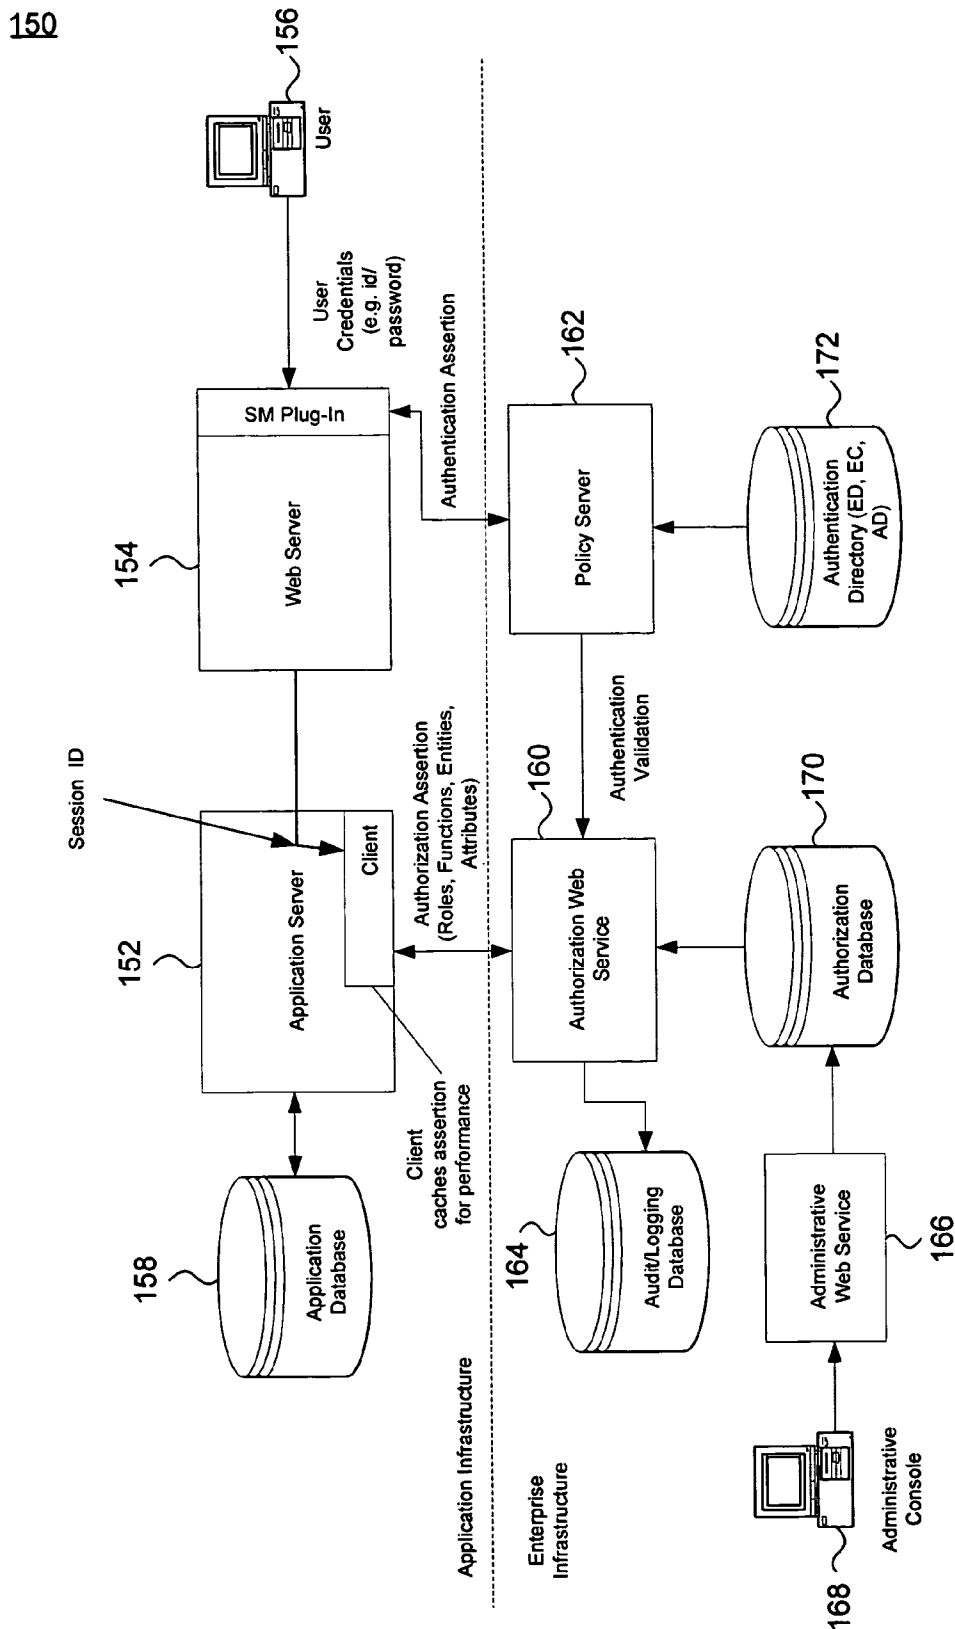 150
156
User
User
Credentials
(e.g. id/
password)
SM Plug-In
Web Server
154
Authentication Assertion
162
Policy Server
172
Authentication
Directory (ED, EC,
AD)
Session ID
152
Application Server
Client
Authorization Assertion
(Roles, Functions, Entities,
Attributes)
160
Authentication
Validation
Authorization Web
Service
170
Authorization
Database
158
Application
Database
Client
caches assertion
for performance
164
Audit/Logging
Database
Administrative
Web Service
166
Application Infrastructure
Enterprise
Infrastructure
168
Administrative
Console